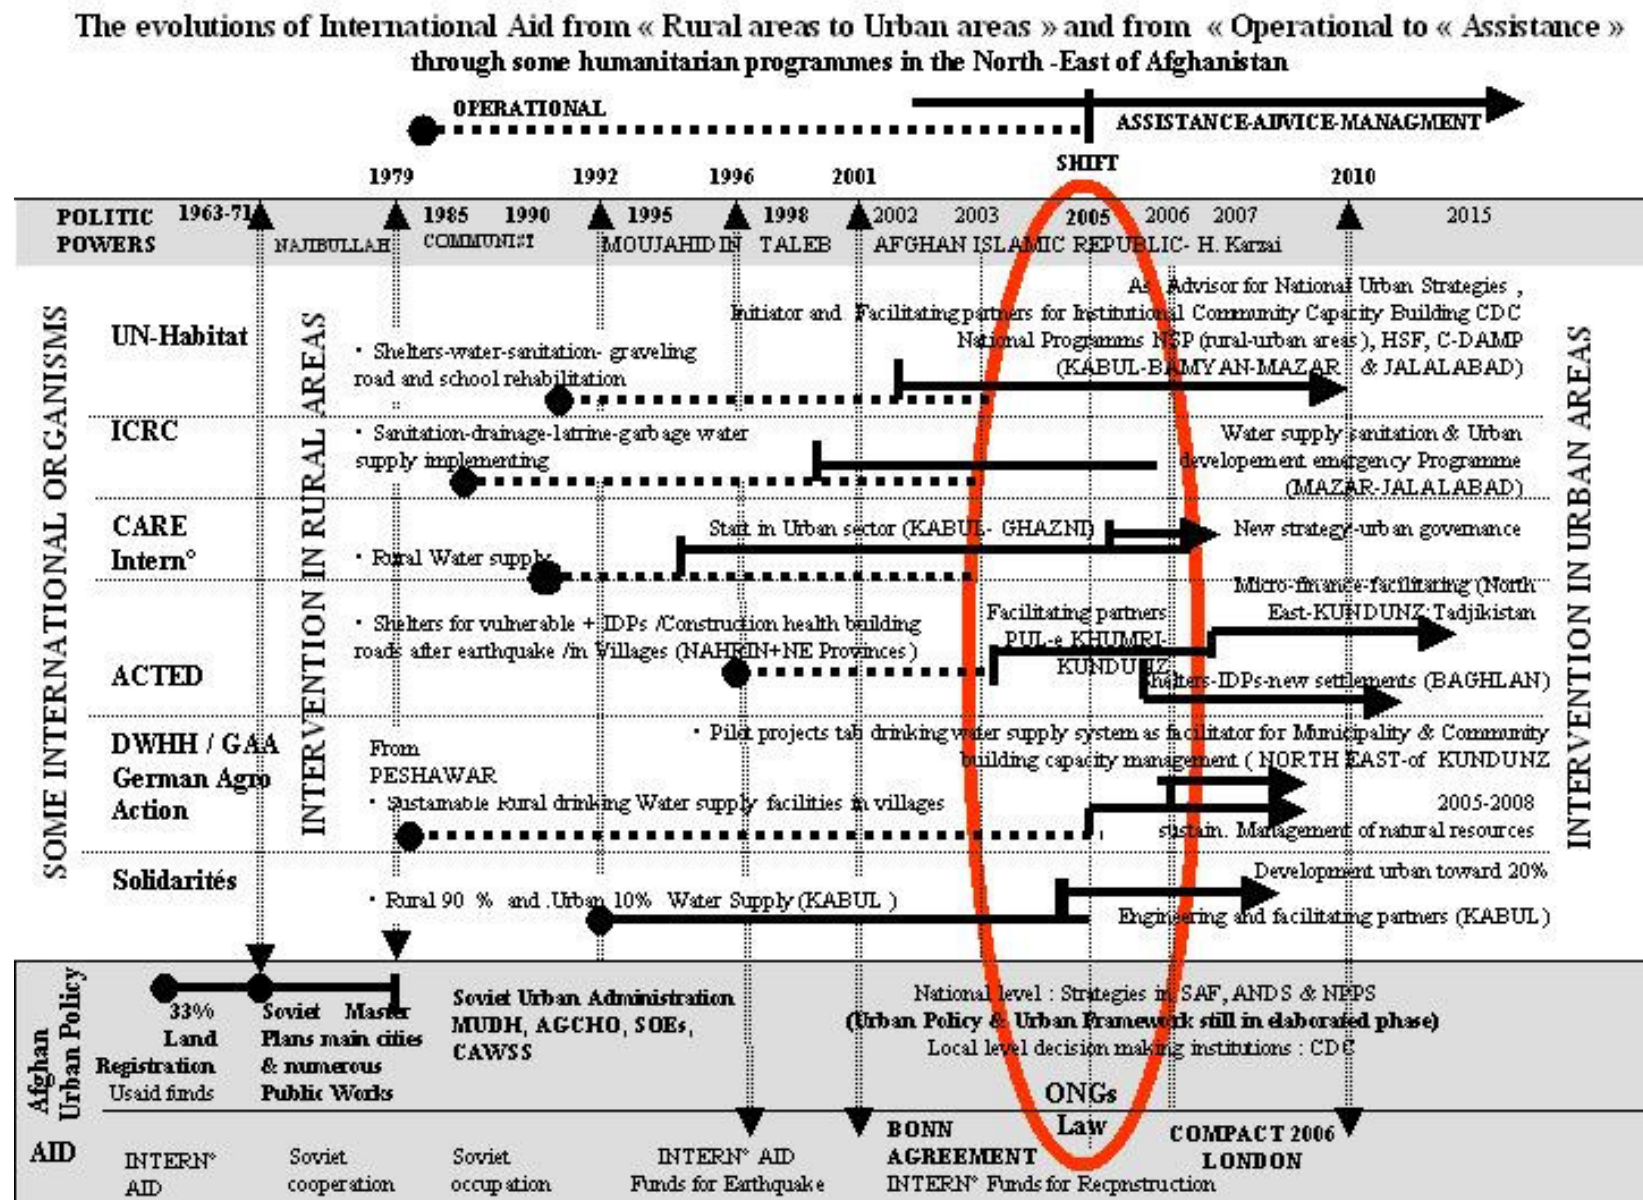 The evolutions of International Aid from « Rural areas to Urban areas » and from « Operational to « Assistance »
through some humanitarian programmes in the North -East of Afghanistan
OPERATIONAL
ASSISTANCE-ADVICE-MANAGMENT
SHIFT
1979 1992 1996 2001 2010
POLITIC POWERS
1963-71 1985 1990 1995 1998 2002 2003 2005 2006 2007 2015
NAJIBULLAH COMMUNIST MOUJAHIDIN TALEB AFGHAN ISLAMIC REPUBLIC- H. Karzai
SOME INTERNATIONAL ORGANISMS
INTERVENTION IN RURAL AREAS
INTERVENTION IN URBAN AREAS
UN-Habitat
• Shelters-water-sanitation- graveling
road and school rehabilitation
As Advisor for National Urban Strategies ,
Initiator and Facilitating partners for Institutional Community Capacity Building CDC
National Programms NSP (rural-urban areas), HSF, C-DAMP
(KABUL-BAMYAN-MAZAR & JALALABAD)
ICRC
• Sanitation-drainage-latrine-garbage water
supply implementing
Water supply sanitation & Urban
developement emergency Programme
(MAZAR-JALALABAD)
CARE
Intern°
• Rural Water supply
Start in Urban sector (KABUL- GHAZNI)
New strategy-urban governance
ACTED
• Shelters for vulnerable + IDPs /Construction health building
roads after earthquake /in Villages (NAHRIN+NE Provinces)
Facilitating partners
PUL-e KHUMRI-
KUNDUNZ
Micro-finance-facilitating (North
East-KUNDUNZ-Tadjikistan
Shelters-IDPs-new settlements (BAGHLAN)
DWHH / GAA
German Agro
Action
From
PESHAWAR
• Sustainable Rural drinking Water supply facilities in villages
• Pilot projects tab drinking water supply system as facilitator for Municipality & Community
building capacity management ( NORTH EAST-of KUNDUNZ
2005-2008
sustain. Management of natural resources
Solidarités
• Rural 90 % and .Urban 10% Water Supply (KABUL )
Development urban toward 20%
Engineering and facilitating partners (KABUL)
Afghan
Urban Policy
33%
Land
Registration
Usaid funds
Soviet Master
Plans main cities
& numerous
Public Works
Soviet Urban Administration
MUDH, AGCHO, SOEs,
CAWSS
National level : Strategies in SAF, ANDS & NPPS
(Urban Policy & Urban Framework still in elaborated phase)
Local level decision making institutions : CDC
ONGs
Law
AID
INTERN°
AID
Soviet
cooperation
Soviet
occupation
INTERN° AID
Funds for Earthquake
BONN
AGREEMENT
INTERN° Funds for Recpnstruction
COMPACT 2006
LONDON